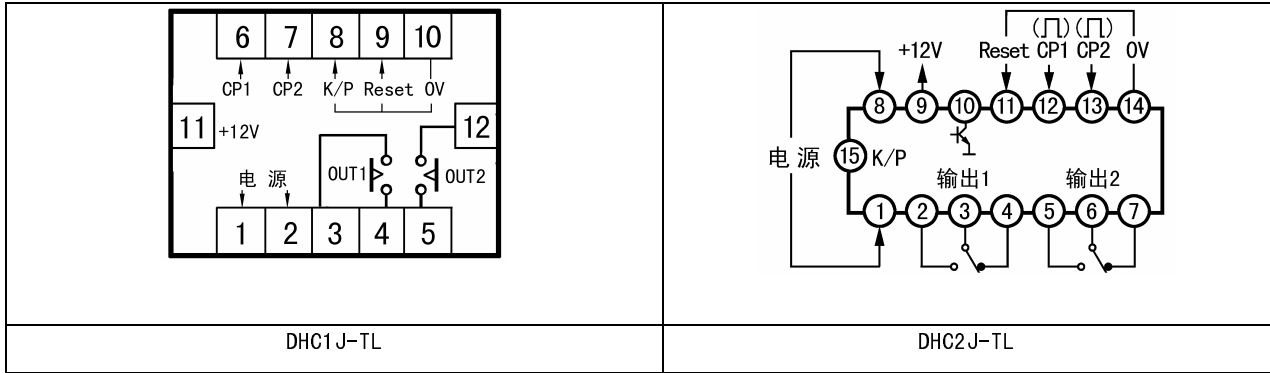 6 7 8 9 10
CP1 CP2 K/P Reset 0V
11 +12V 12
OUT1 OUT2
电 源
1 2 3 4 5
DHC1J-TL
(⎍) (⎍)
+12V Reset CP1 CP2 0V
8 9 10 11 12 13 14
电 源 15 K/P
输出1 输出2
1 2 3 4 5 6 7
DHC2J-TL